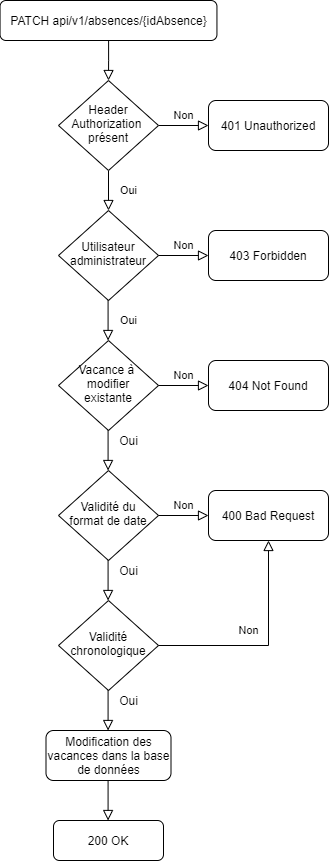 PATCH api/v1/absences/{idAbsence}
Header
Authorization
présent
Non
401 Unauthorized
Oui
Utilisateur
administrateur
Non
403 Forbidden
Oui
Vacance à
modifier
existante
Non
404 Not Found
Oui
Validité du
format de date
Non
400 Bad Request
Oui
Validité
chronologique
Non
Oui
Modification des
vacances dans la base
de données
200 OK